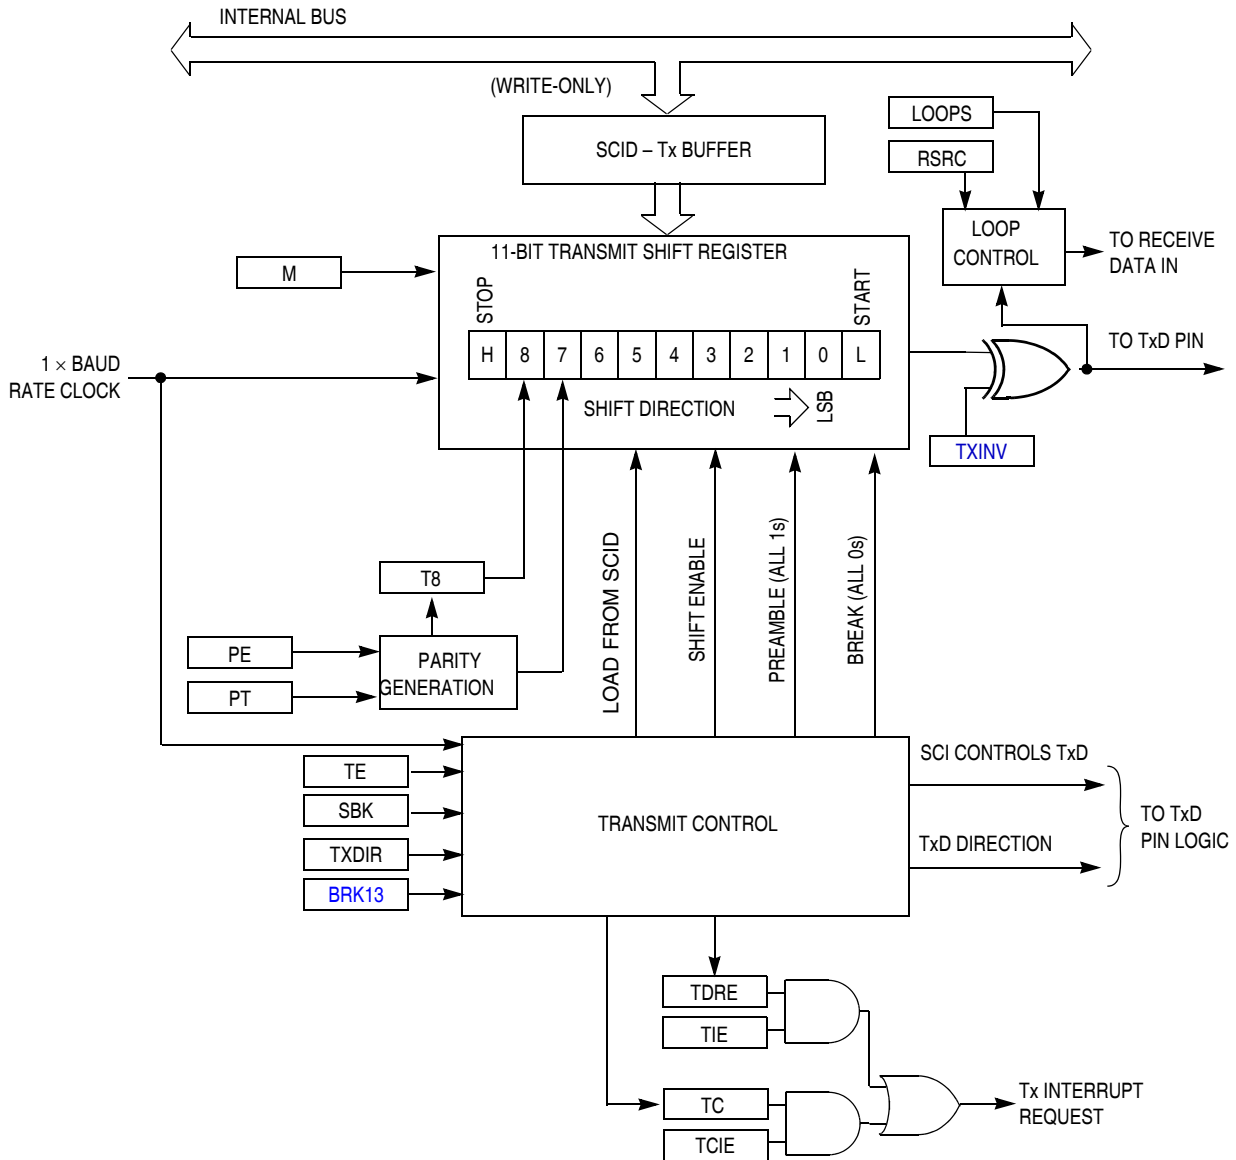 INTERNAL BUS
(WRITE-ONLY)
SCID – Tx BUFFER
LOOPS
RSRC
LOOP
CONTROL
TO RECEIVE
DATA IN
11-BIT TRANSMIT SHIFT REGISTER
M
STOP
START
H 8 7 6 5 4 3 2 1 0 L
1 × BAUD
RATE CLOCK
SHIFT DIRECTION
LSB
TO TxD PIN
TXINV
T8
PE
PT
PARITY
GENERATION
LOAD FROM SCID
SHIFT ENABLE
PREAMBLE (ALL 1s)
BREAK (ALL 0s)
TE
SBK
TXDIR
BRK13
TRANSMIT CONTROL
SCI CONTROLS TxD
TxD DIRECTION
TO TxD
PIN LOGIC
TDRE
TIE
TC
TCIE
Tx INTERRUPT
REQUEST